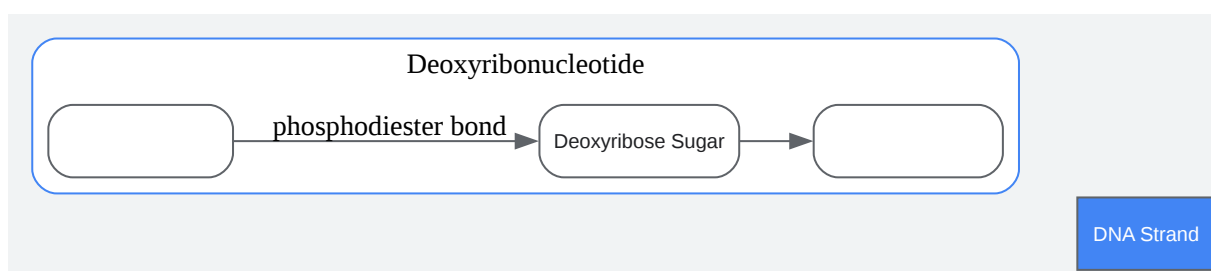 Deoxyribonucleotide
phosphodiester bond
Deoxyribose Sugar
DNA Strand